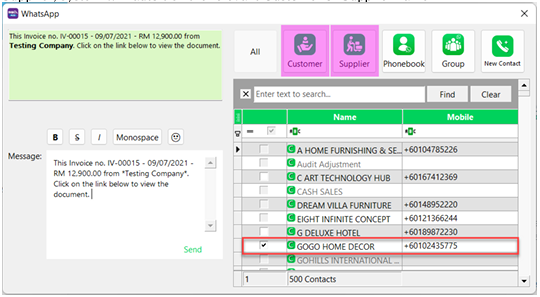 WhatsApp
This Invoice no. IV-00015 - 09/07/2021 - RM 12,900.00 from
Testing Company. Click on the link below to view the document.
All
Customer
Supplier
Phonebook
Group
New Contact
Enter text to search...
Find
Clear
B
S
I
Monospace
Message:
This Invoice no. IV-00015 - 09/07/2021 -
RM 12,900.00 from *Testing Company*.
Click on the link below to view the
document.
Send
Name Mobile
A HOME FURNISHING & SE... +60104785226
Audit Adjustment
C ART TECHNOLOGY HUB +60167412369
CASH SALES
DREAM VILLA FURNITURE +60148952220
EIGHT INFINITE CONCEPT +60121366244
G DELUXE HOTEL +60189872230
GOGO HOME DECOR +60102435775
GOHILLS INTERNATIONAL ...
1 500 Contacts